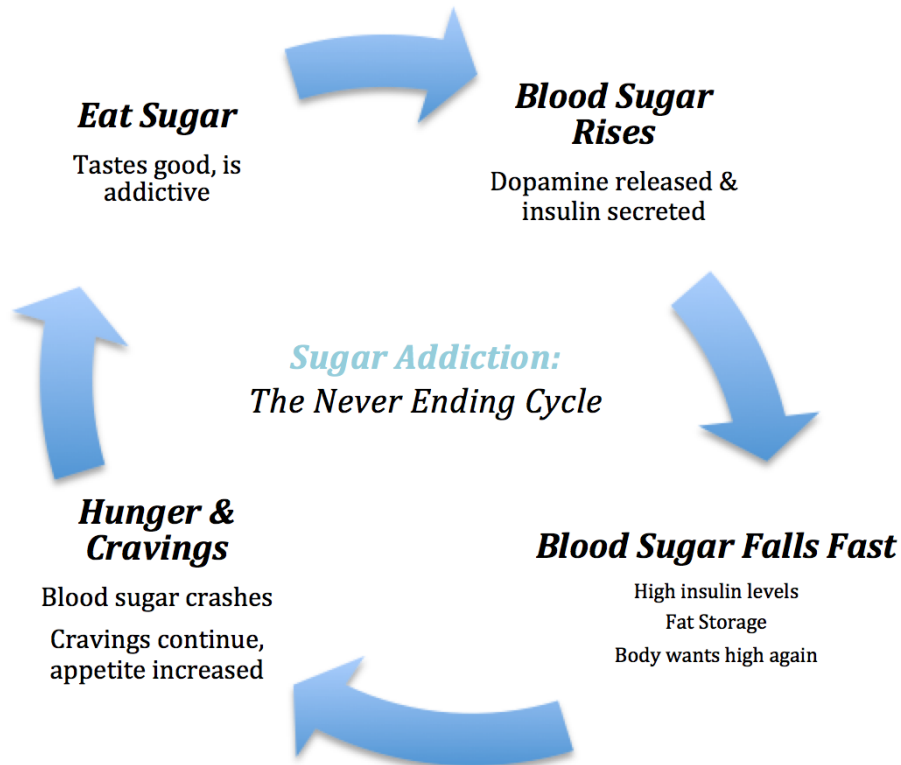 Eat Sugar
Tastes good, is
addictive
Blood Sugar
Rises
Dopamine released &
insulin secreted
Sugar Addiction:
The Never Ending Cycle
Blood Sugar Falls Fast
High insulin levels
Fat Storage
Body wants high again
Hunger &
Cravings
Blood sugar crashes
Cravings continue,
appetite increased